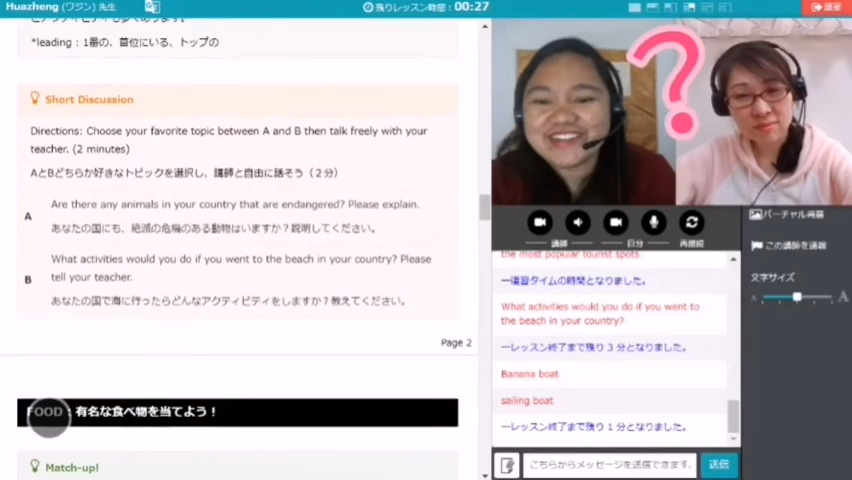 Huazheng (ワジン) 先生
残りレッスン時間：00:27
退室
*leading : 1番の、首位にいる、トップの
Short Discussion
Directions: Choose your favorite topic between A and B then talk freely with your
teacher. (2 minutes)
AとBどちらか好きなトピックを選択し、講師と自由に話そう（２分）
A
Are there any animals in your country that are endangered? Please explain.
あなたの国にも、絶滅の危機のある動物はいますか？説明してください。
B
What activities would you do if you went to the beach in your country? Please
tell your teacher.
あなたの国で海に行ったらどんなアクティビティをしますか？教えてください。
Page 2
FOOD：有名な食べ物を当てよう！
Match-up!
?
講師
自分
再接続
the most popular tourist spots
ー復習タイムの時間となりました。
What activities would you do if you went to
the beach in your country?
ーレッスン終了まで残り３分となりました。
Banana boat
sailing boat
ーレッスン終了まで残り１分となりました。
こちらからメッセージを送信できます。
送信
バーチャル背景
この講師を通報
文字サイズ
A
A